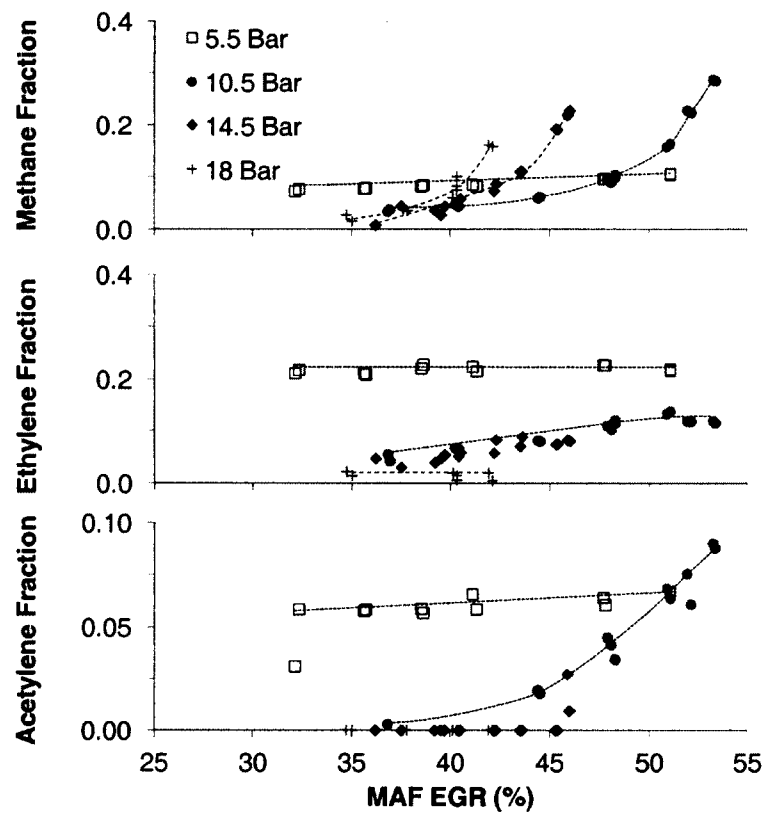 Methane Fraction
0.4
0.2
0.0
5.5 Bar
10.5 Bar
14.5 Bar
18 Bar
Ethylene Fraction
0.4
0.2
0.0
Acetylene Fraction
0.10
0.05
0.00
25 30 35 40 45 50 55
MAF EGR (%)